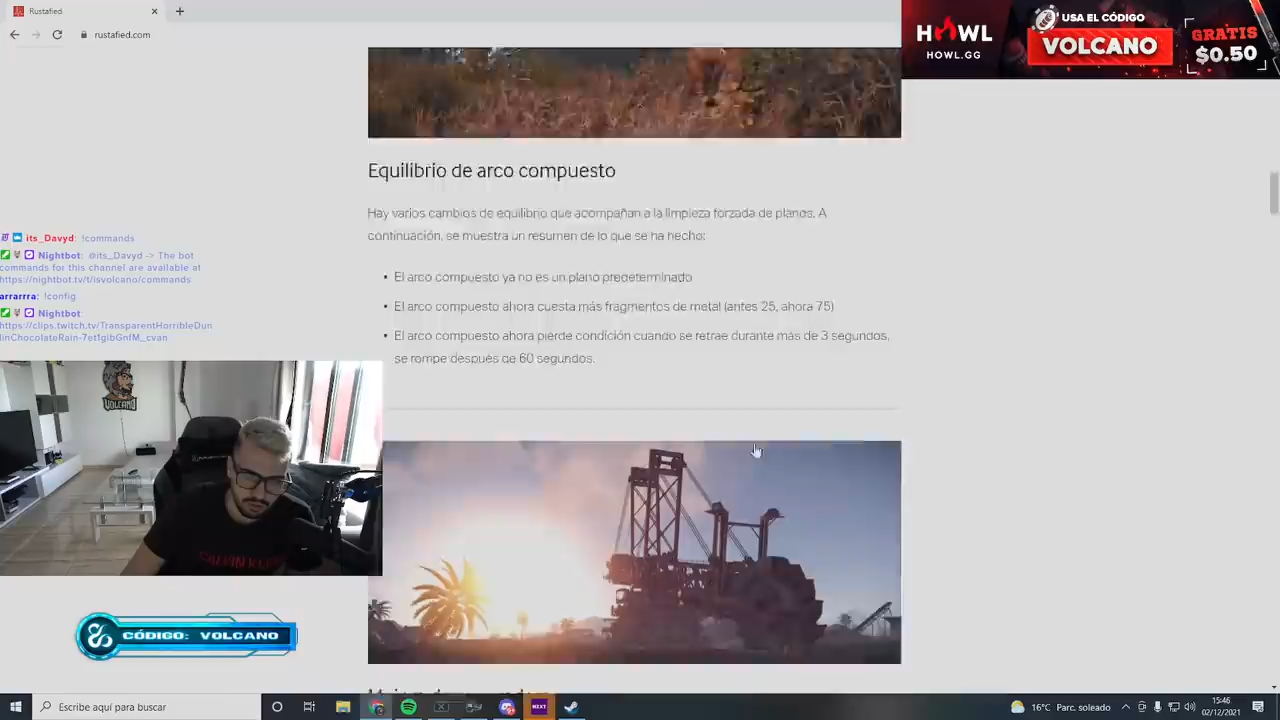 Rustafied
rustafied.com
HOWL
HOWL.GG
USA EL CÓDIGO
VOLCANO
GRATIS
$0.50
Equilibrio de arco compuesto
Hay varios cambios de equilibrio que acompañan a la limpieza forzada de planos. A
continuación, se muestra un resumen de lo que se ha hecho:
• El arco compuesto ya no es un plano predeterminado
• El arco compuesto ahora cuesta más fragmentos de metal (antes 25, ahora 75)
• El arco compuesto ahora pierde condición cuando se retrae durante más de 3 segundos,
se rompe después de 60 segundos.
its_Davyd: !commands
Nightbot: @its_Davyd -> The bot
commands for this channel are available at
https://nightbot.tv/t/isvolcano/commands
arrarrra: !config
Nightbot:
https://clips.twitch.tv/TransparentHorribleDun
linChocolateRain-7et1gibGnfM_cvan
VOLCANO
CALVIN KLEIN
CÓDIGO: VOLCANO
Escribe aquí para buscar
NEXT
16°C Parc. soleado
15:46
02/12/2021